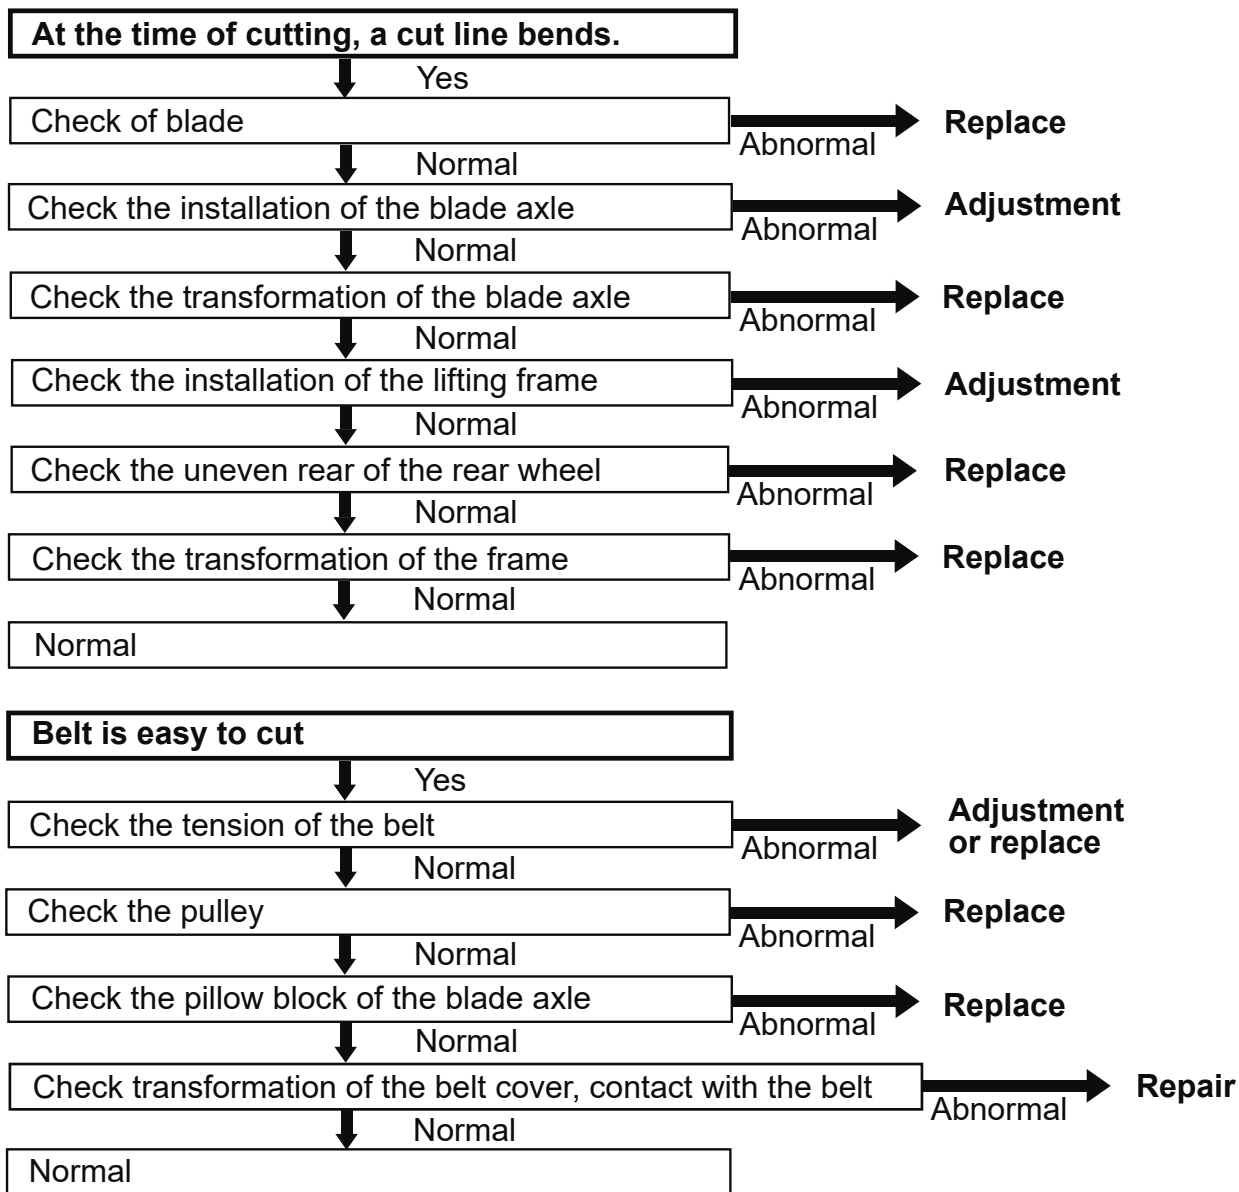 At the time of cutting, a cut line bends.
Yes
Check of blade
Abnormal
Replace
Normal
Check the installation of the blade axle
Abnormal
Adjustment
Normal
Check the transformation of the blade axle
Abnormal
Replace
Normal
Check the installation of the lifting frame
Abnormal
Adjustment
Normal
Check the uneven rear of the rear wheel
Abnormal
Replace
Normal
Check the transformation of the frame
Abnormal
Replace
Normal
Normal
Belt is easy to cut
Yes
Check the tension of the belt
Abnormal
Adjustment
or replace
Normal
Check the pulley
Abnormal
Replace
Normal
Check the pillow block of the blade axle
Abnormal
Replace
Normal
Check transformation of the belt cover, contact with the belt
Abnormal
Repair
Normal
Normal